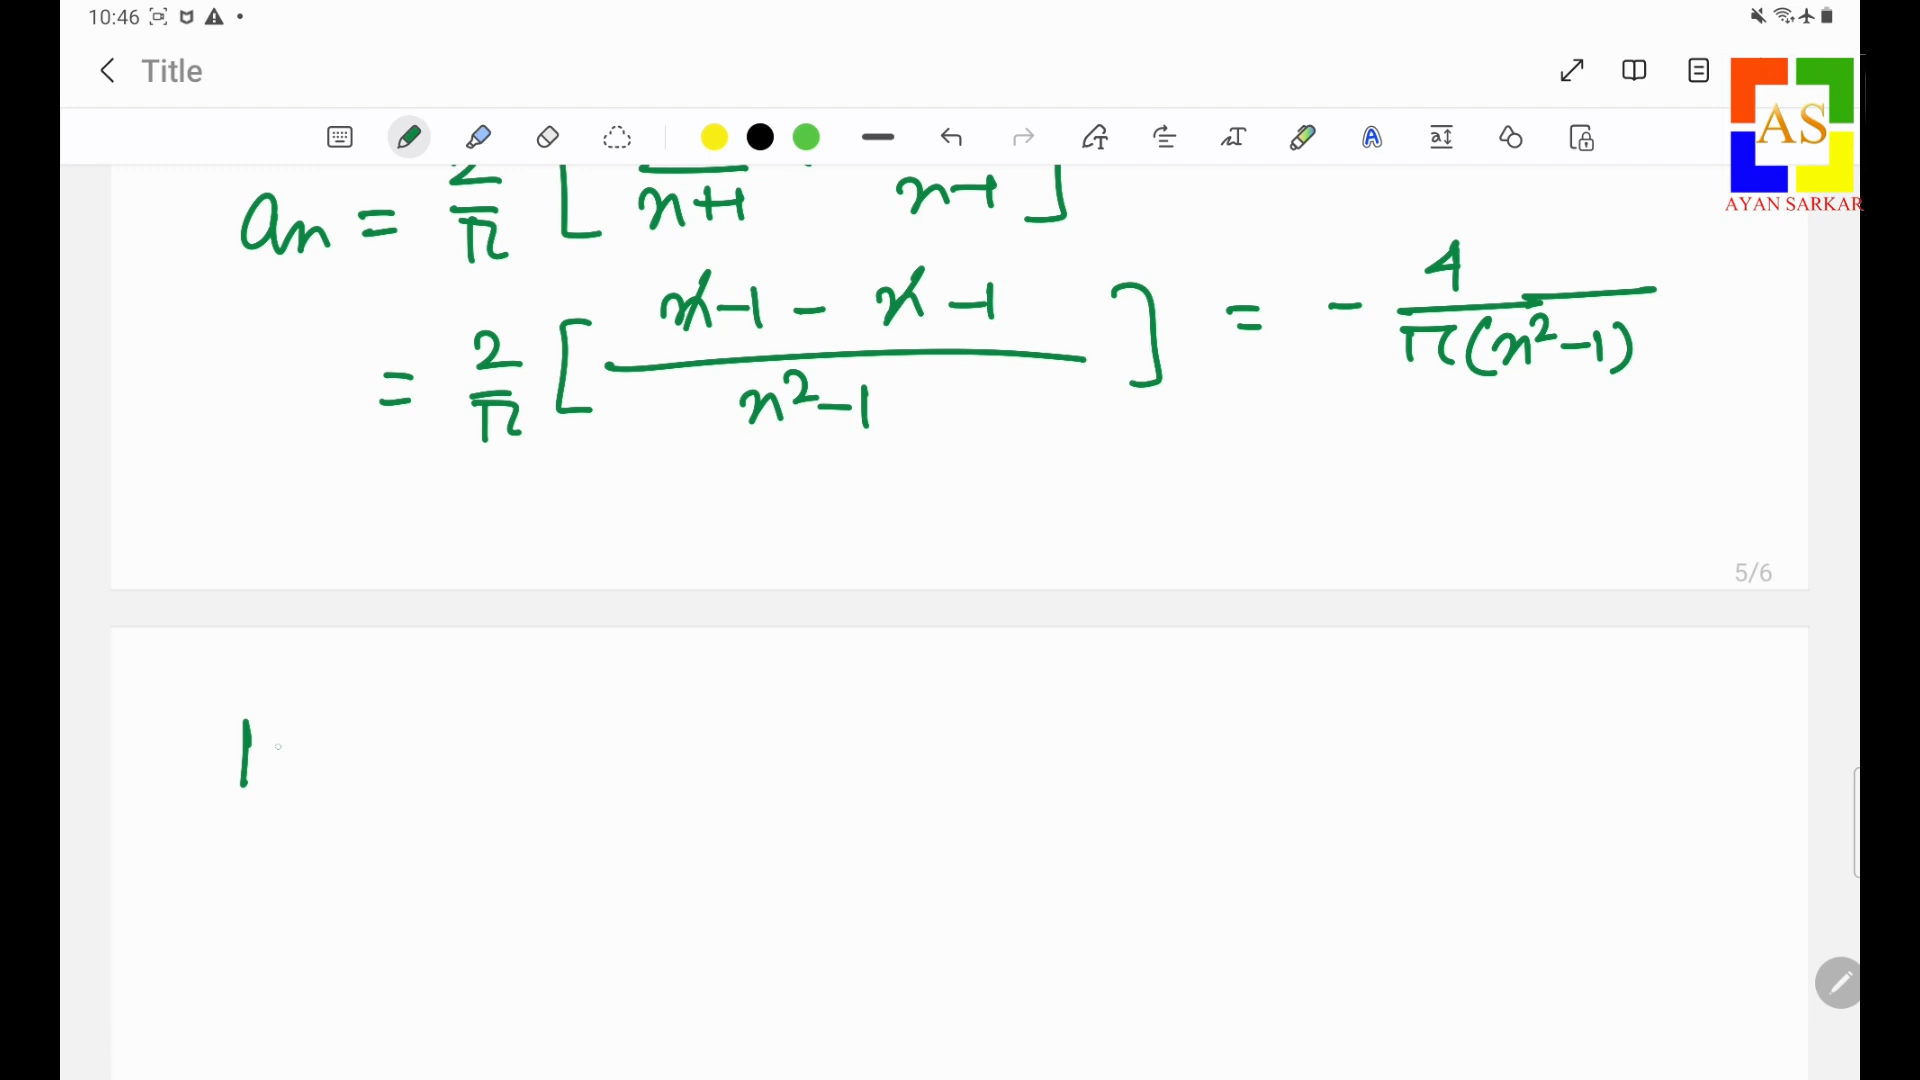 10:46
Title
AS
AYAN SARKAR
an = 2/π [ /n+1 n-1 ]
= 2/π [ n-1 - n-1 / n²-1 ] = - 4/π(n²-1)
5/6